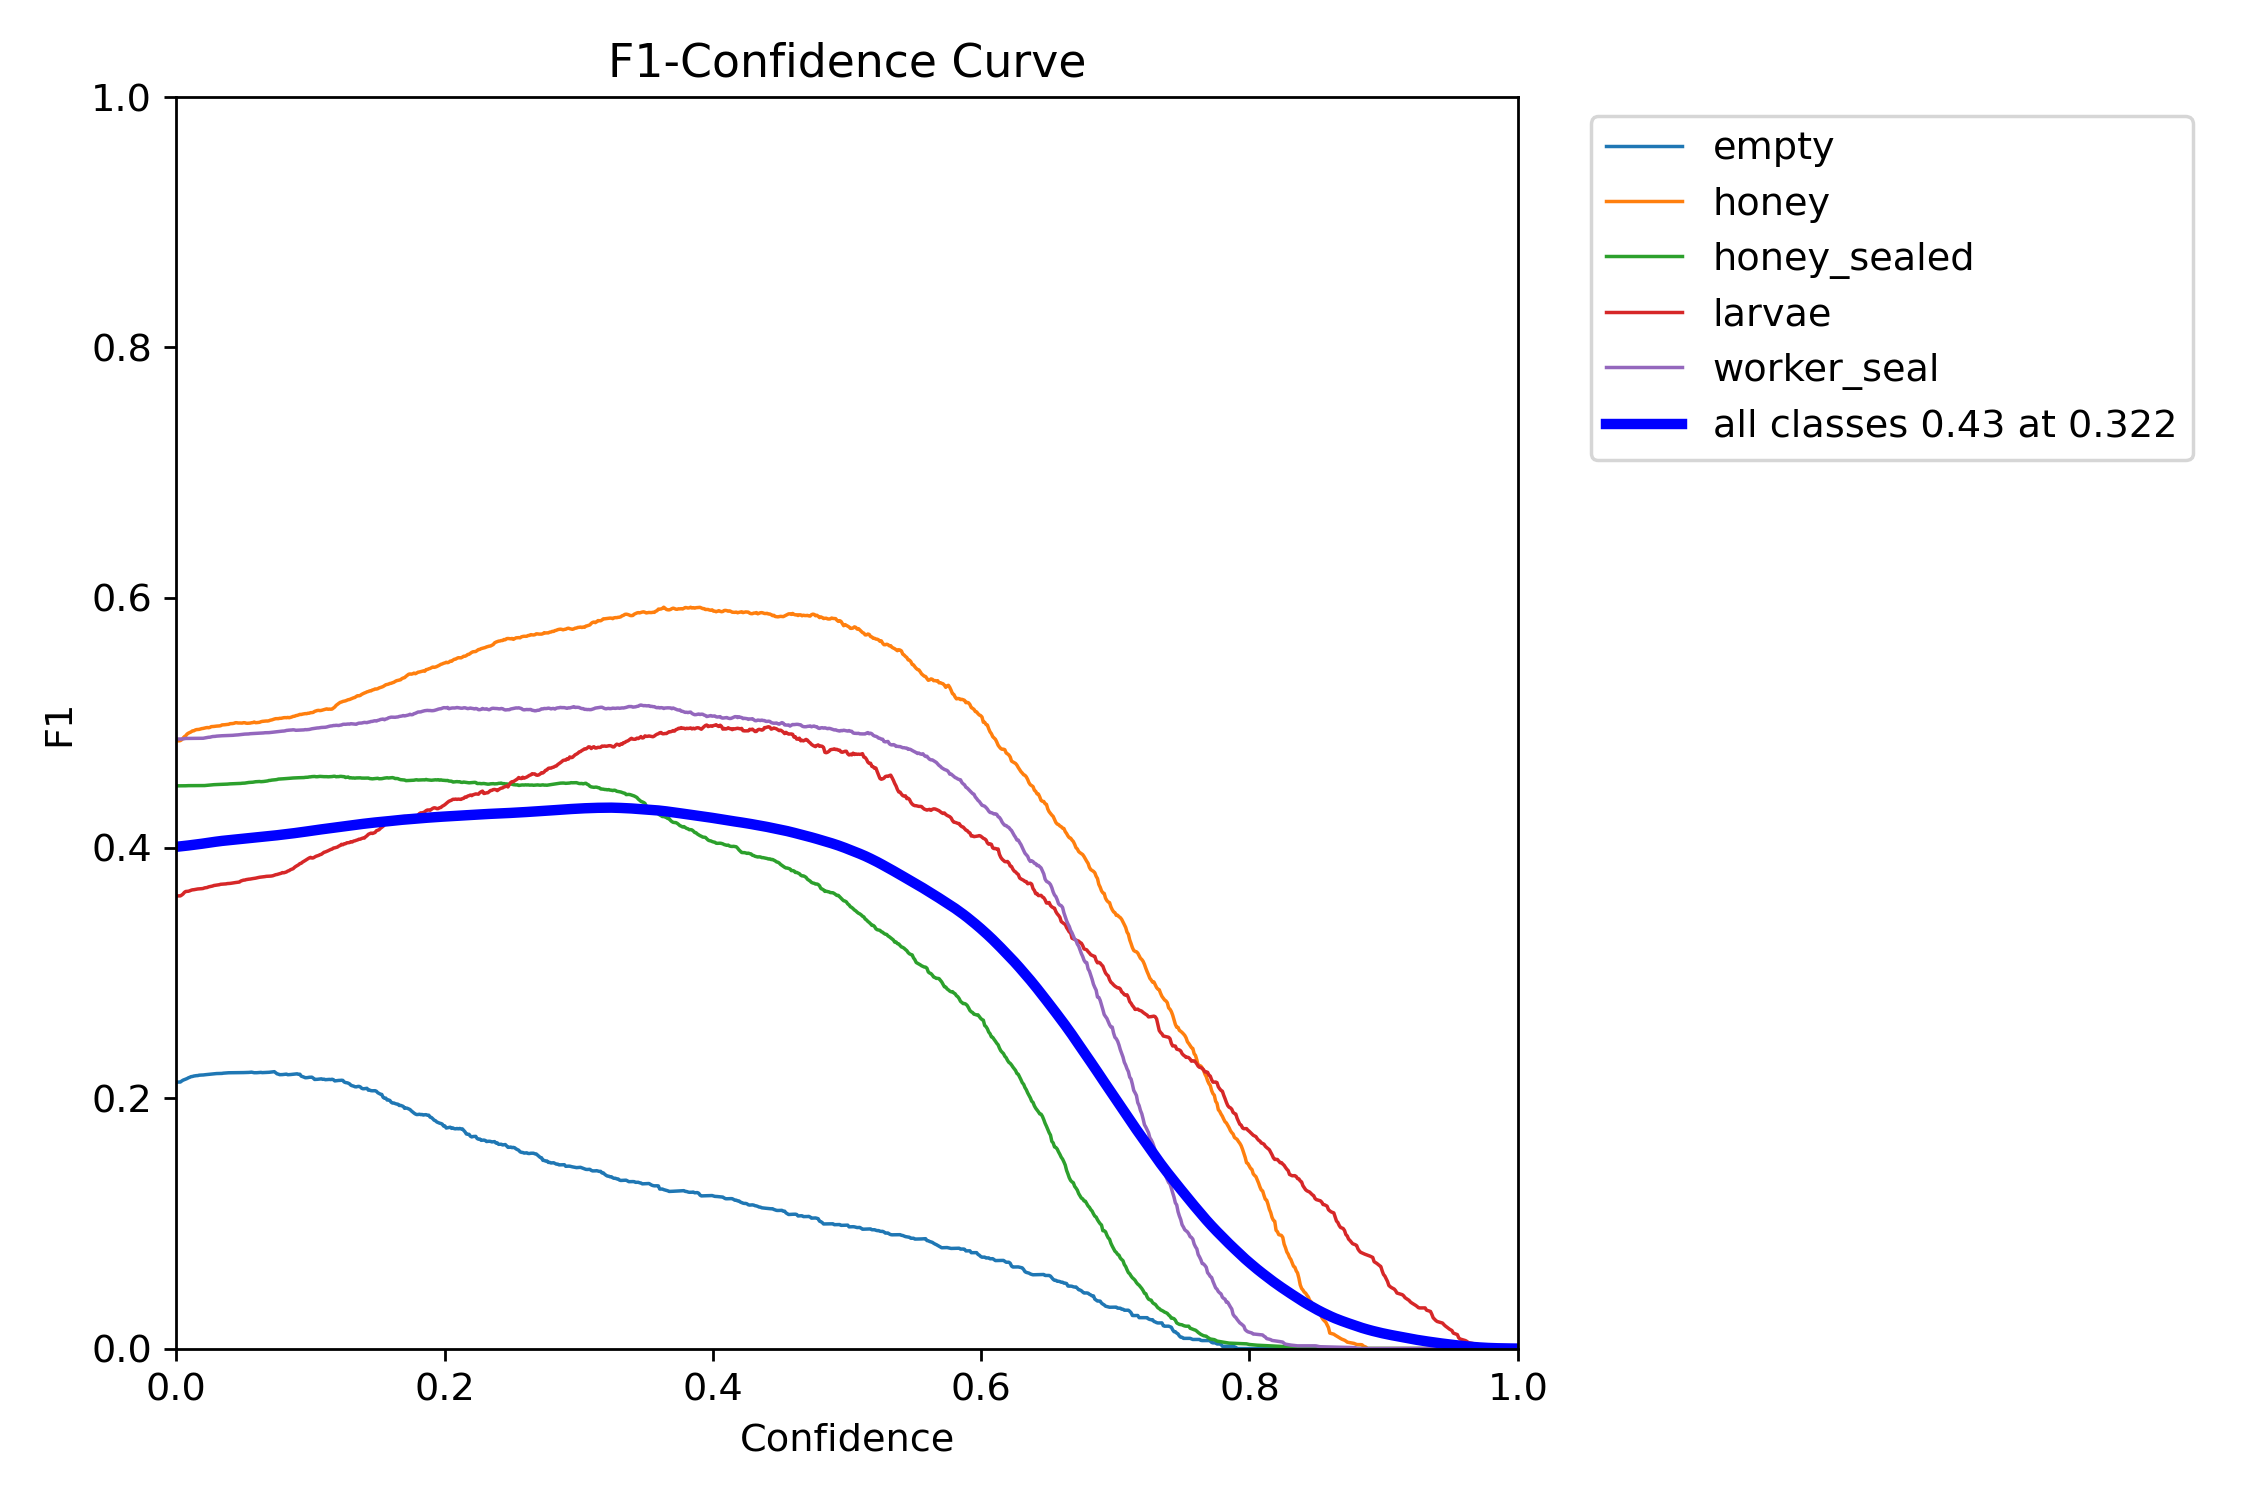 F1-Confidence Curve
1.0
0.8
0.6
0.4
0.2
0.0
F1
0.0 0.2 0.4 0.6 0.8 1.0
Confidence
empty
honey
honey_sealed
larvae
worker_seal
all classes 0.43 at 0.322